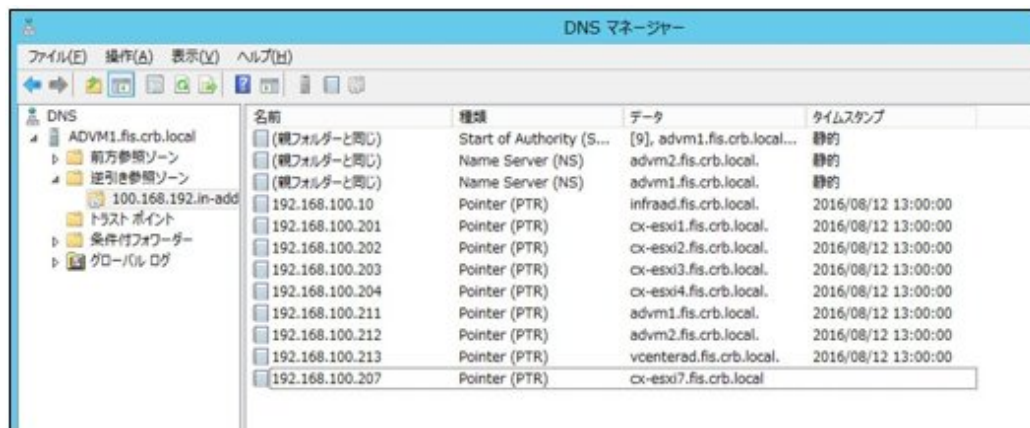 DNS マネージャー
ファイル(F) 操作(A) 表示(V) ヘルプ(H)
DNS
ADVM1.fis.crb.local
前方参照ゾーン
逆引き参照ゾーン
100.168.192.in-add
トラスト ポイント
条件付フォワーダー
グローバル ログ
名前 種類 データ タイムスタンプ
(親フォルダーと同じ) Start of Authority (S... [9], advm1.fis.crb.local... 静的
(親フォルダーと同じ) Name Server (NS) advm2.fis.crb.local. 静的
(親フォルダーと同じ) Name Server (NS) advm1.fis.crb.local. 静的
192.168.100.10 Pointer (PTR) infraad.fis.crb.local. 2016/08/12 13:00:00
192.168.100.201 Pointer (PTR) cx-esxi1.fis.crb.local. 2016/08/12 13:00:00
192.168.100.202 Pointer (PTR) cx-esxi2.fis.crb.local. 2016/08/12 13:00:00
192.168.100.203 Pointer (PTR) cx-esxi3.fis.crb.local. 2016/08/12 13:00:00
192.168.100.204 Pointer (PTR) cx-esxi4.fis.crb.local. 2016/08/12 13:00:00
192.168.100.211 Pointer (PTR) advm1.fis.crb.local. 2016/08/12 13:00:00
192.168.100.212 Pointer (PTR) advm2.fis.crb.local. 2016/08/12 13:00:00
192.168.100.213 Pointer (PTR) vcenterad.fis.crb.local. 2016/08/12 13:00:00
192.168.100.207 Pointer (PTR) cx-esxi7.fis.crb.local